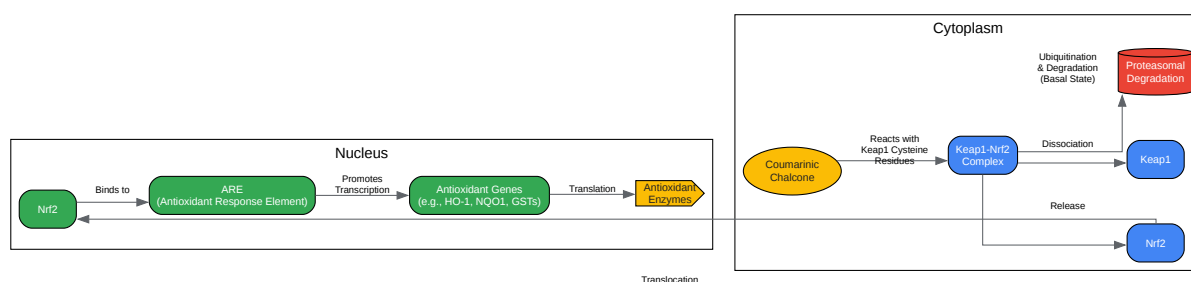 Cytoplasm
Ubiquitination
& Degradation
(Basal State)
Proteasomal
Degradation
Reacts with
Keap1 Cysteine
Residues
Dissociation
Keap1-Nrf2
Complex
Keap1
Coumarinic
Chalcone
Release
Nrf2
Nucleus
Nrf2
Binds to
ARE
(Antioxidant Response Element)
Promotes
Transcription
Antioxidant Genes
(e.g., HO-1, NQO1, GSTs)
Translation
Antioxidant
Enzymes
Translocation